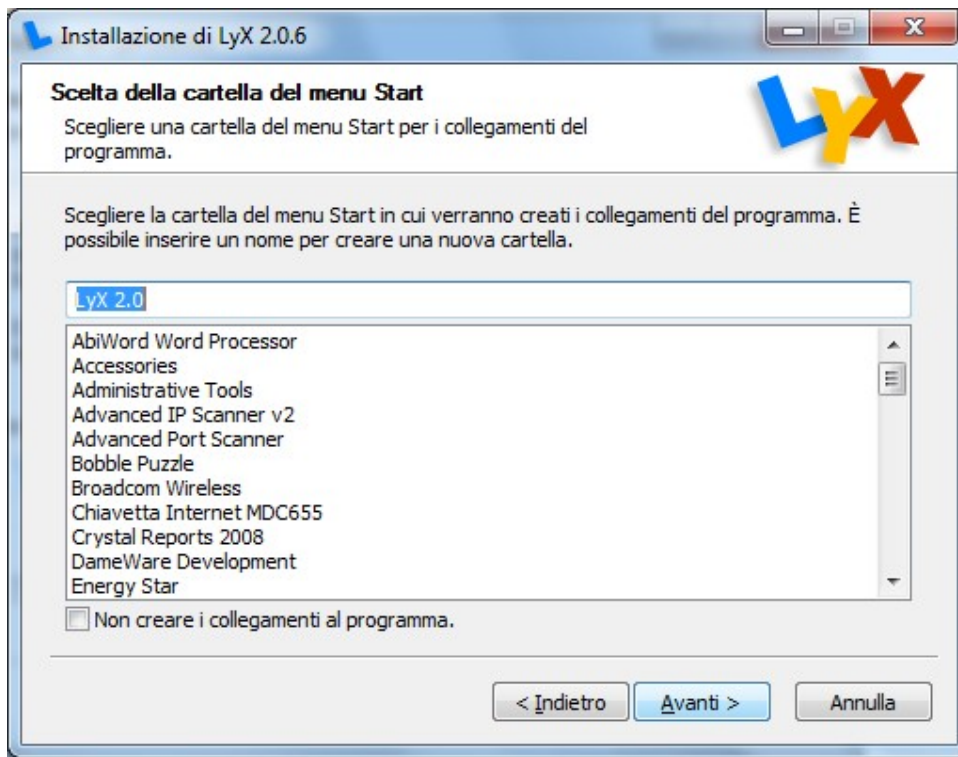 Installazione di LyX 2.0.6
Scelta della cartella del menu Start
Scegliere una cartella del menu Start per i collegamenti del
programma.
LyX
Scegliere la cartella del menu Start in cui verranno creati i collegamenti del programma. È
possibile inserire un nome per creare una nuova cartella.
LyX 2.0
AbiWord Word Processor
Accessories
Administrative Tools
Advanced IP Scanner v2
Advanced Port Scanner
Bobble Puzzle
Broadcom Wireless
Chiavetta Internet MDC655
Crystal Reports 2008
DameWare Development
Energy Star
Non creare i collegamenti al programma.
< Indietro
Avanti >
Annulla